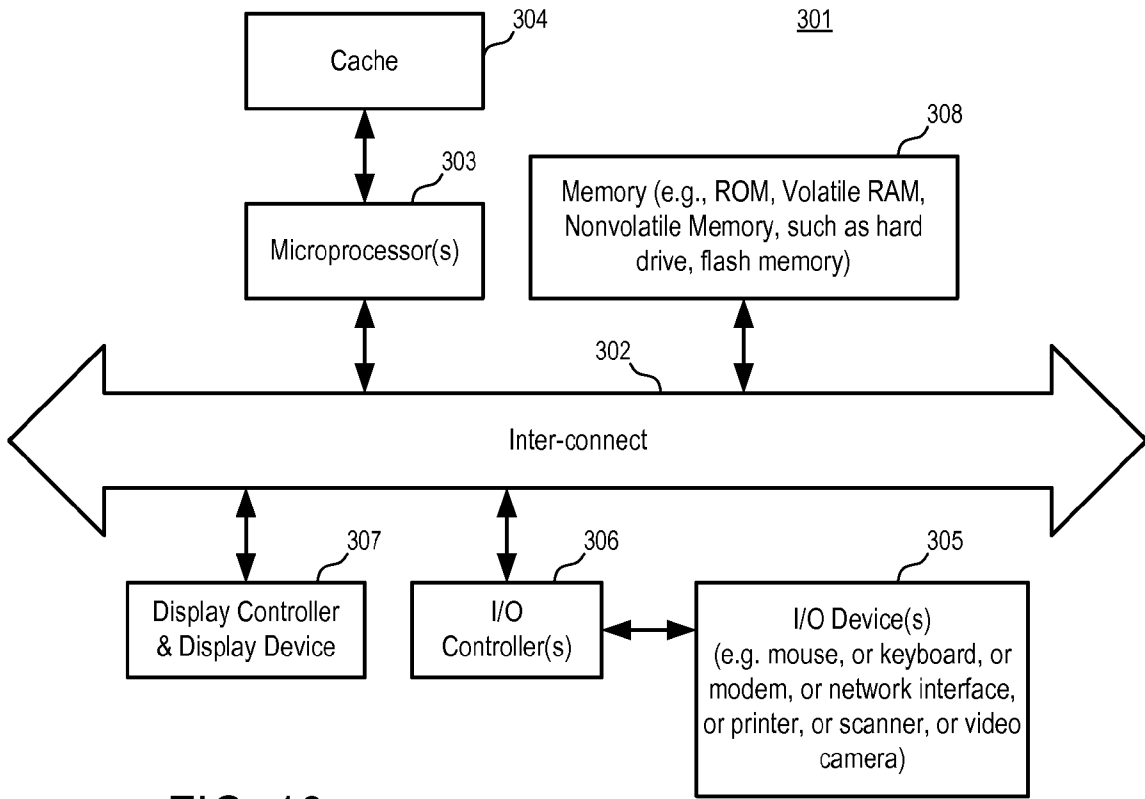 304
301
Cache
308
303
Memory (e.g., ROM, Volatile RAM,
Nonvolatile Memory, such as hard
drive, flash memory)
Microprocessor(s)
302
Inter-connect
307
306
305
Display Controller
& Display Device
I/O
Controller(s)
I/O Device(s)
(e.g. mouse, or keyboard, or
modem, or network interface,
or printer, or scanner, or video
camera)